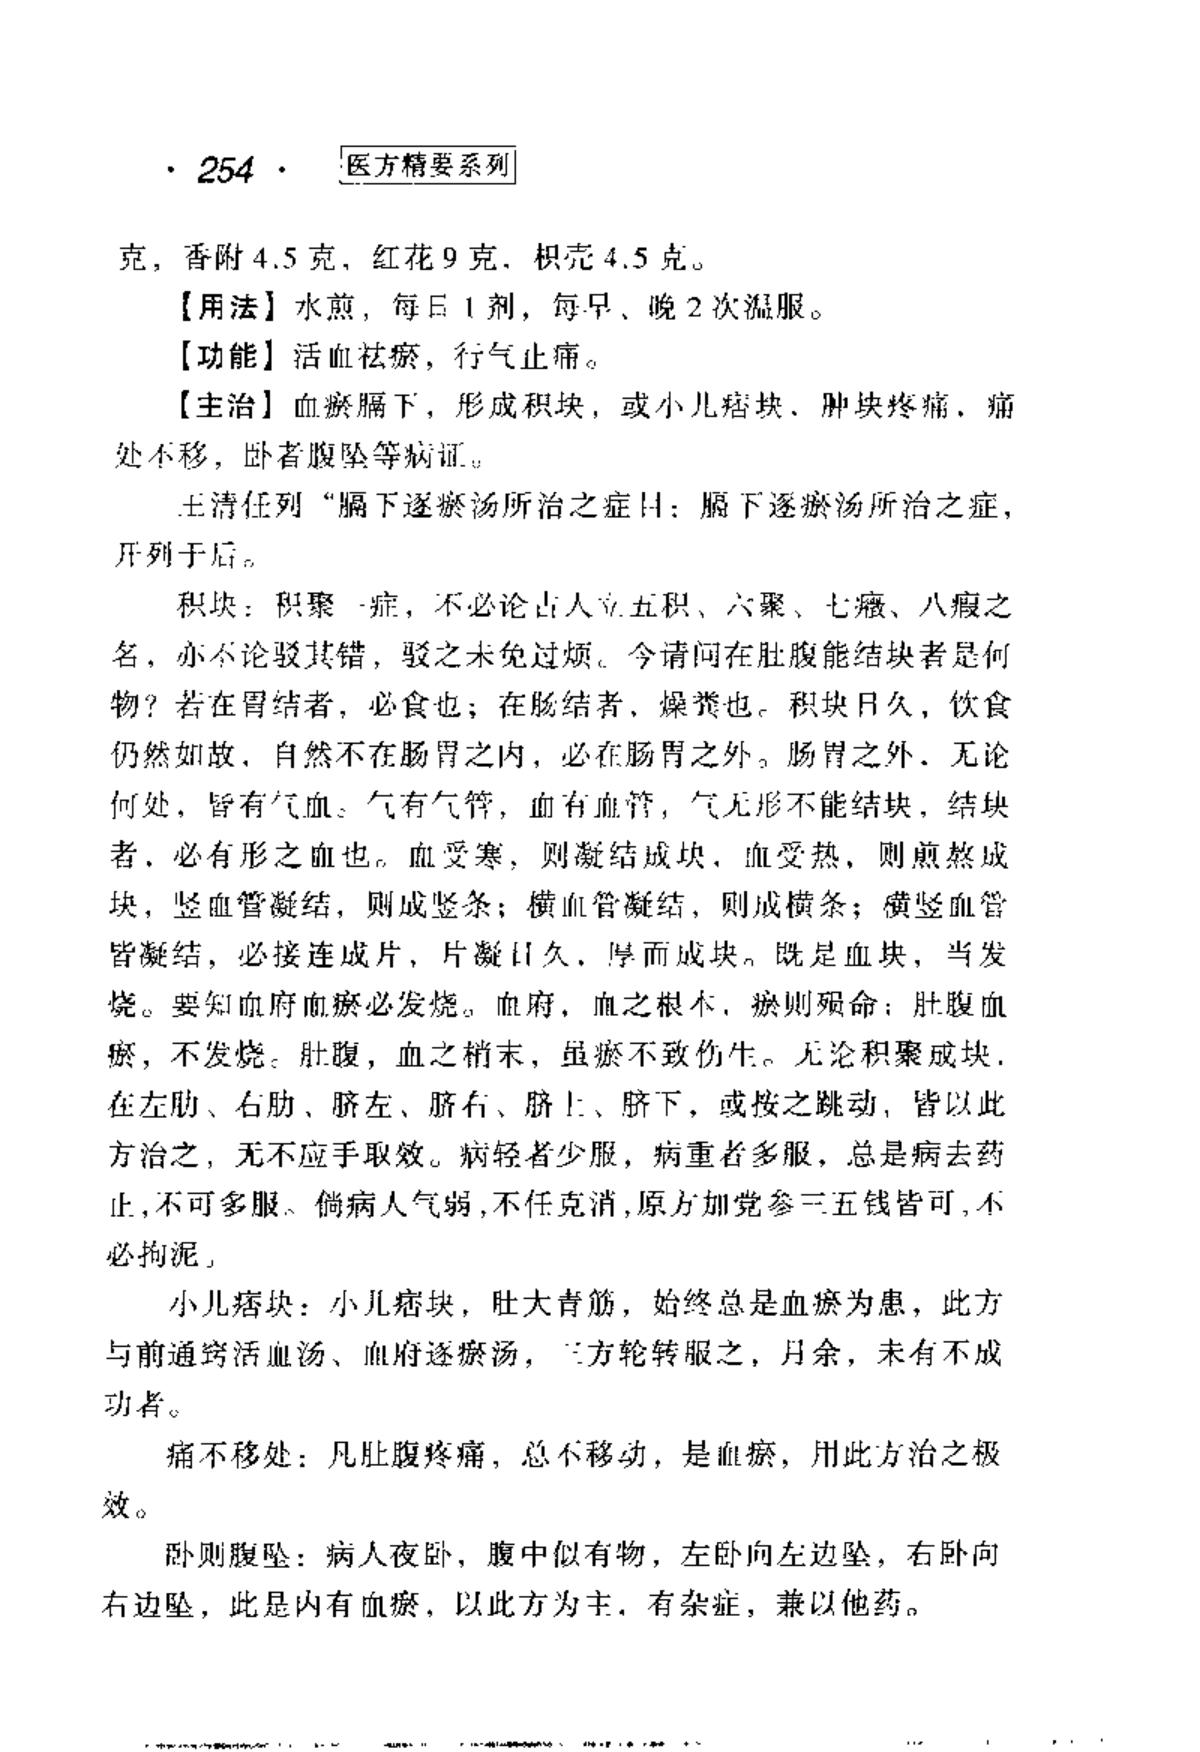 · 254 · 医方精要系列
克，香附 4.5 克，红花 9 克，枳壳 4.5 克。
【用法】水煎，每日 1 剂，每早、晚 2 次温服。
【功能】活血祛瘀，行气止痛。
【主治】血瘀膈下，形成积块，或小儿痞块，肿块疼痛，痛
处不移，卧者腹坠等病证。
王清任列“膈下逐瘀汤所治之症目：膈下逐瘀汤所治之症，
开列于后。
积块：积聚一症，不必论古人立五积、六聚、七癥、八瘕之
名，亦不论驳其错，驳之未免过烦。今请问在肚腹能结块者是何
物？若在胃结者，必食也；在肠结者，燥粪也。积块日久，饮食
仍然如故，自然不在肠胃之内，必在肠胃之外。肠胃之外，无论
何处，皆有气血。气有气管，血有血管，气无形不能结块，结块
者，必有形之血也。血受寒，则凝结成块，血受热，则煎熬成
块，竖血管凝结，则成竖条；横血管凝结，则成横条；横竖血管
皆凝结，必接连成片，片凝日久，厚而成块。既是血块，当发
烧。要知血府血瘀必发烧。血府，血之根本，瘀则殒命；肚腹血
瘀，不发烧。肚腹，血之梢末，虽瘀不致伤生。无论积聚成块，
在左肋、右肋、脐左、脐右、脐上、脐下，或按之跳动，皆以此
方治之，无不应手取效。病轻者少服，病重者多服，总是病去药
止，不可多服。倘病人气弱，不任克消，原方加党参三五钱皆可，不
必拘泥」
小儿痞块：小儿痞块，肚大青筋，始终总是血瘀为患，此方
与前通窍活血汤、血府逐瘀汤，三方轮转服之，月余，未有不成
功者。
痛不移处：凡肚腹疼痛，总不移动，是血瘀，用此方治之极
效。
卧则腹坠：病人夜卧，腹中似有物，左卧向左边坠，右卧向
右边坠，此是内有血瘀，以此方为主，有杂症，兼以他药。